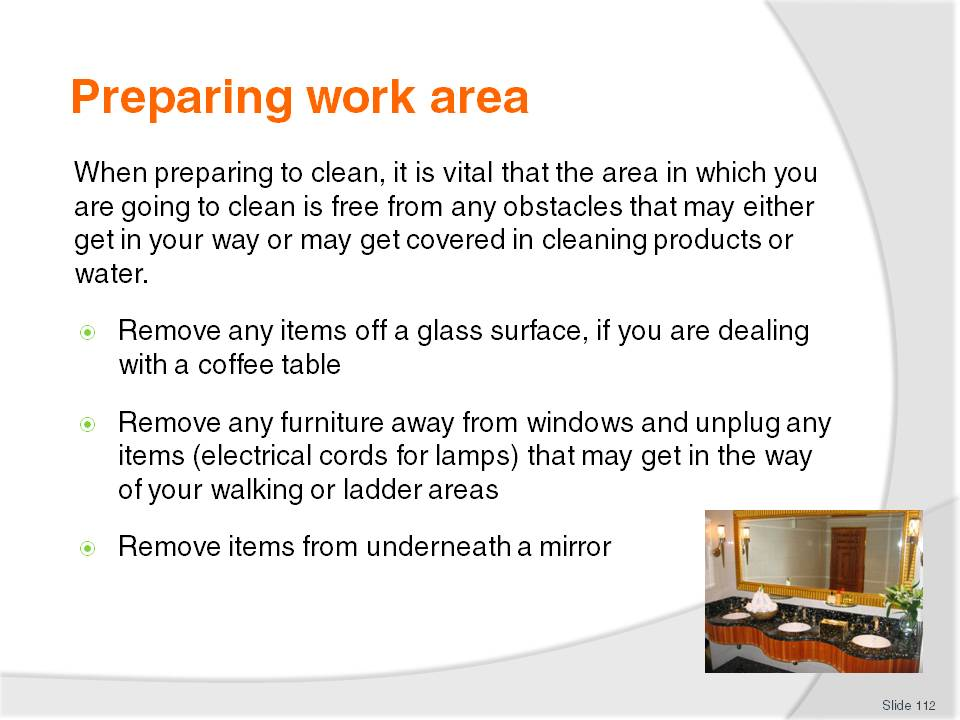 Preparing work area
When preparing to clean, it is vital that the area in which you
are going to clean is free from any obstacles that may either
get in your way or may get covered in cleaning products or
water.
Remove any items off a glass surface, if you are dealing
with a coffee table
Remove any furniture away from windows and unplug any
items (electrical cords for lamps) that may get in the way
of your walking or ladder areas
Remove items from underneath a mirror
Slide 112